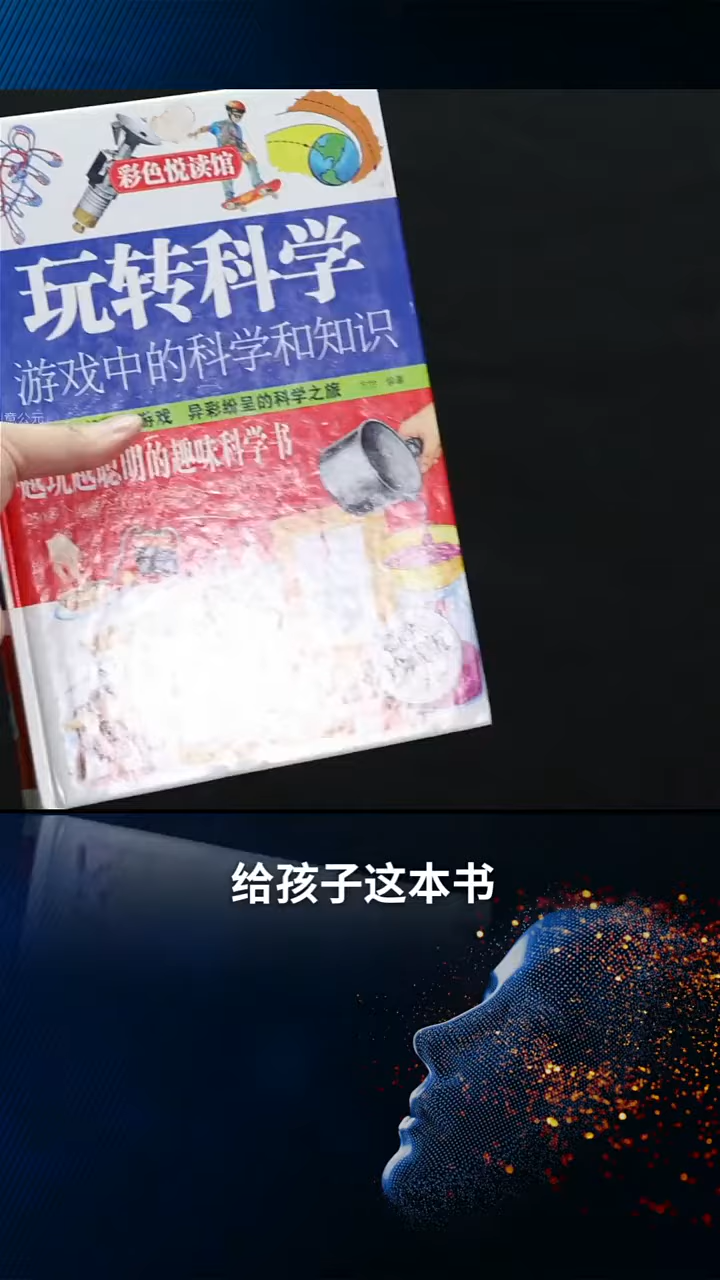 彩色悦读馆
玩转科学
游戏中的科学和知识
游戏 异彩纷呈的科学之旅
编著
越玩越聪明的趣味科学书
给孩子这本书